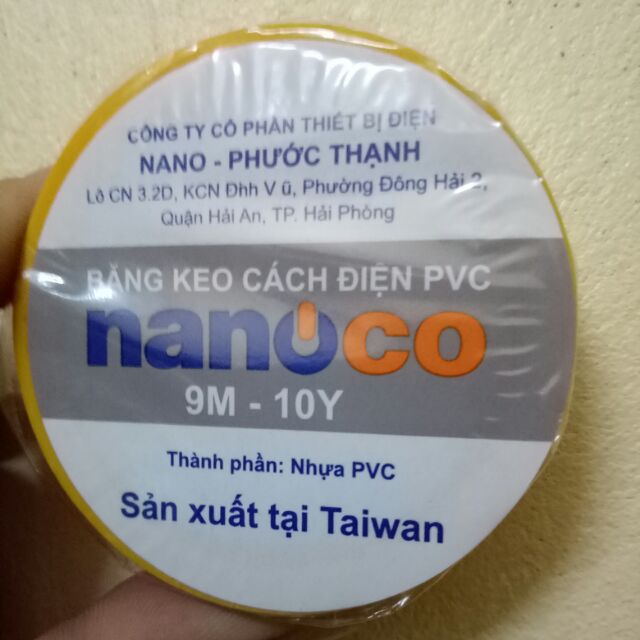 CÔNG TY CỔ PHẦN THIẾT BỊ ĐIỆN
NANO - PHƯỚC THẠNH
Lô CN 3.2D, KCN Đhh V ũ, Phường Đông Hải 2,
Quận Hải An, TP. Hải Phòng
BĂNG KEO CÁCH ĐIỆN PVC
nanoco
9M - 10Y
Thành phần: Nhựa PVC
Sản xuất tại Taiwan